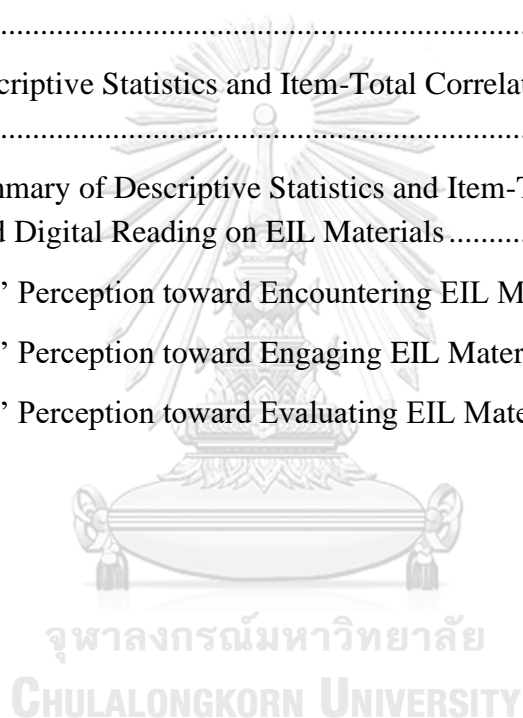 ................................................................
criptive Statistics and Item-Total Correlat
................................................................
mmary of Descriptive Statistics and Item-T
d Digital Reading on EIL Materials..........
’ Perception toward Encountering EIL M
’ Perception toward Engaging EIL Mater
’ Perception toward Evaluating EIL Mate
จุฬาลงกรณ์มหาวิทยาลัย
CHULALONGKORN UNIVERSITY